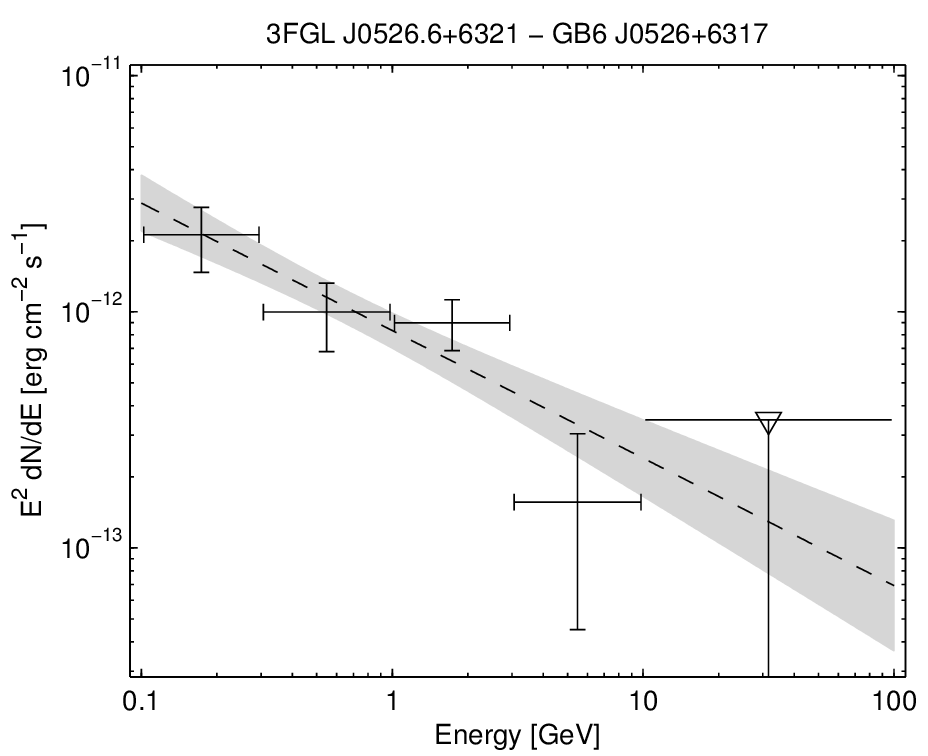 3FGL J0526.6+6321 − GB6 J0526+6317
10⁻¹¹
10⁻¹²
10⁻¹³
E² dN/dE [erg cm⁻² s⁻¹]
0.1 1 10 100
Energy [GeV]